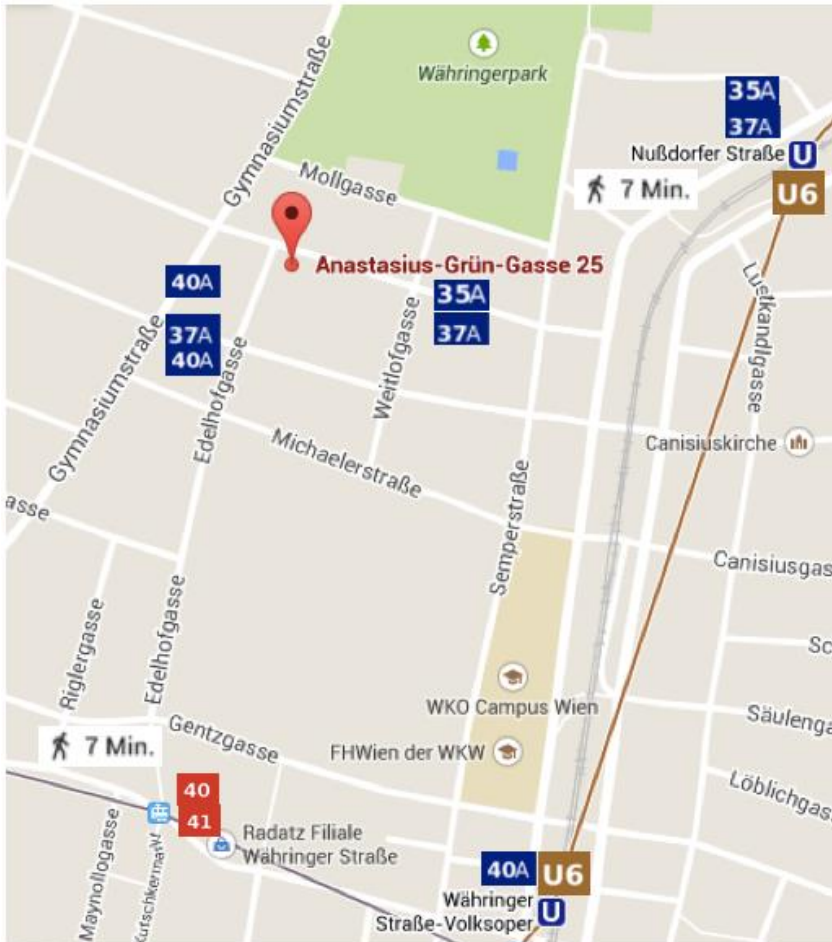 Währingerpark
35A
37A
Nußdorfer Straße
U
U6
7 Min.
Gymnasiumstraße
Mollgasse
Anastasius-Grün-Gasse 25
40A
35A
37A
37A
40A
Lustkandlgasse
Weitlofgasse
Edelhofgasse
Gymnasiumstraße
Michaelerstraße
Canisiuskirche
asse
Semperstraße
Canisiusgas
Riglergasse
Edelhofgasse
Sc
WKO Campus Wien
Säulenga
Gentzgasse
7 Min.
FHWien der WKW
Löblichgass
40
41
Radatz Filiale
Währinger Straße
Maynollogasse
40A
U6
Währinger
Straße-Volksoper
U